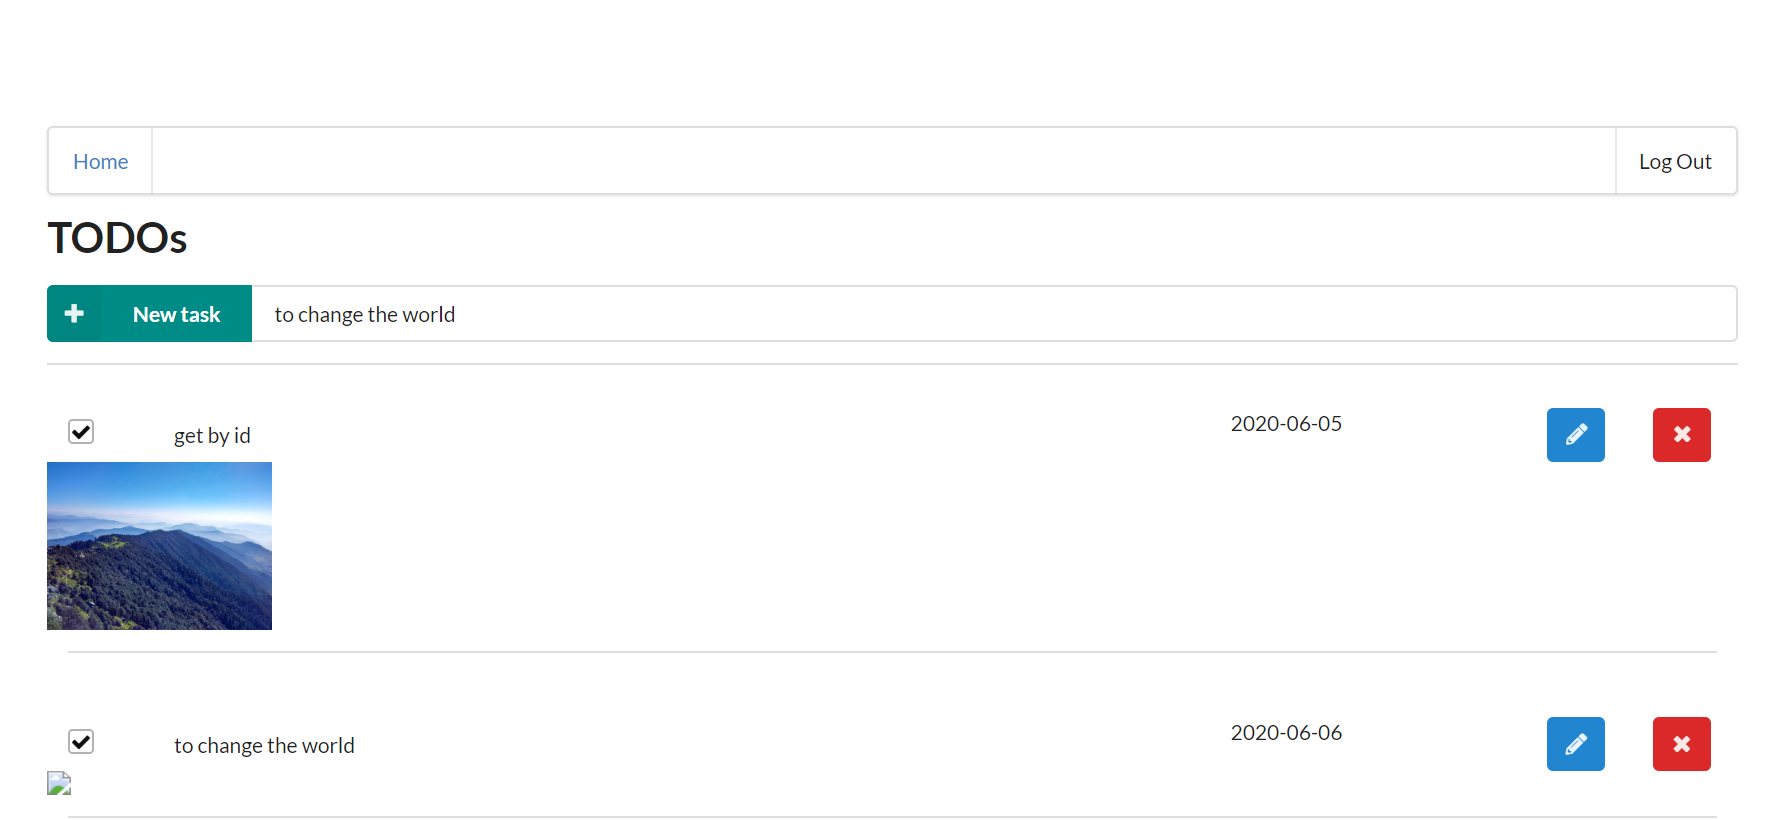 Home
Log Out
TODOs
New task
to change the world
get by id
2020-06-05
to change the world
2020-06-06